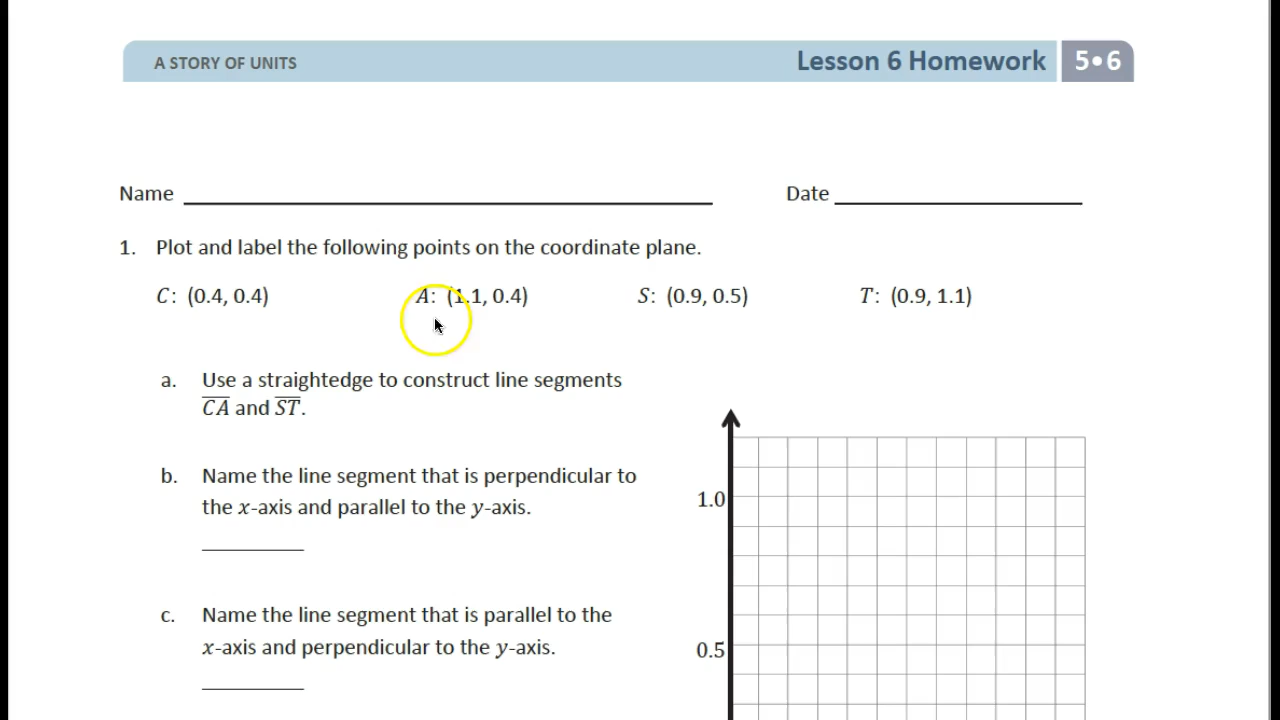 A STORY OF UNITS
Lesson 6 Homework 5•6
Name
Date
1. Plot and label the following points on the coordinate plane.
C: (0.4, 0.4) A: (1.1, 0.4) S: (0.9, 0.5) T: (0.9, 1.1)
a. Use a straightedge to construct line segments
CA and ST.
b. Name the line segment that is perpendicular to
the x-axis and parallel to the y-axis.
c. Name the line segment that is parallel to the
x-axis and perpendicular to the y-axis.
1.0
0.5